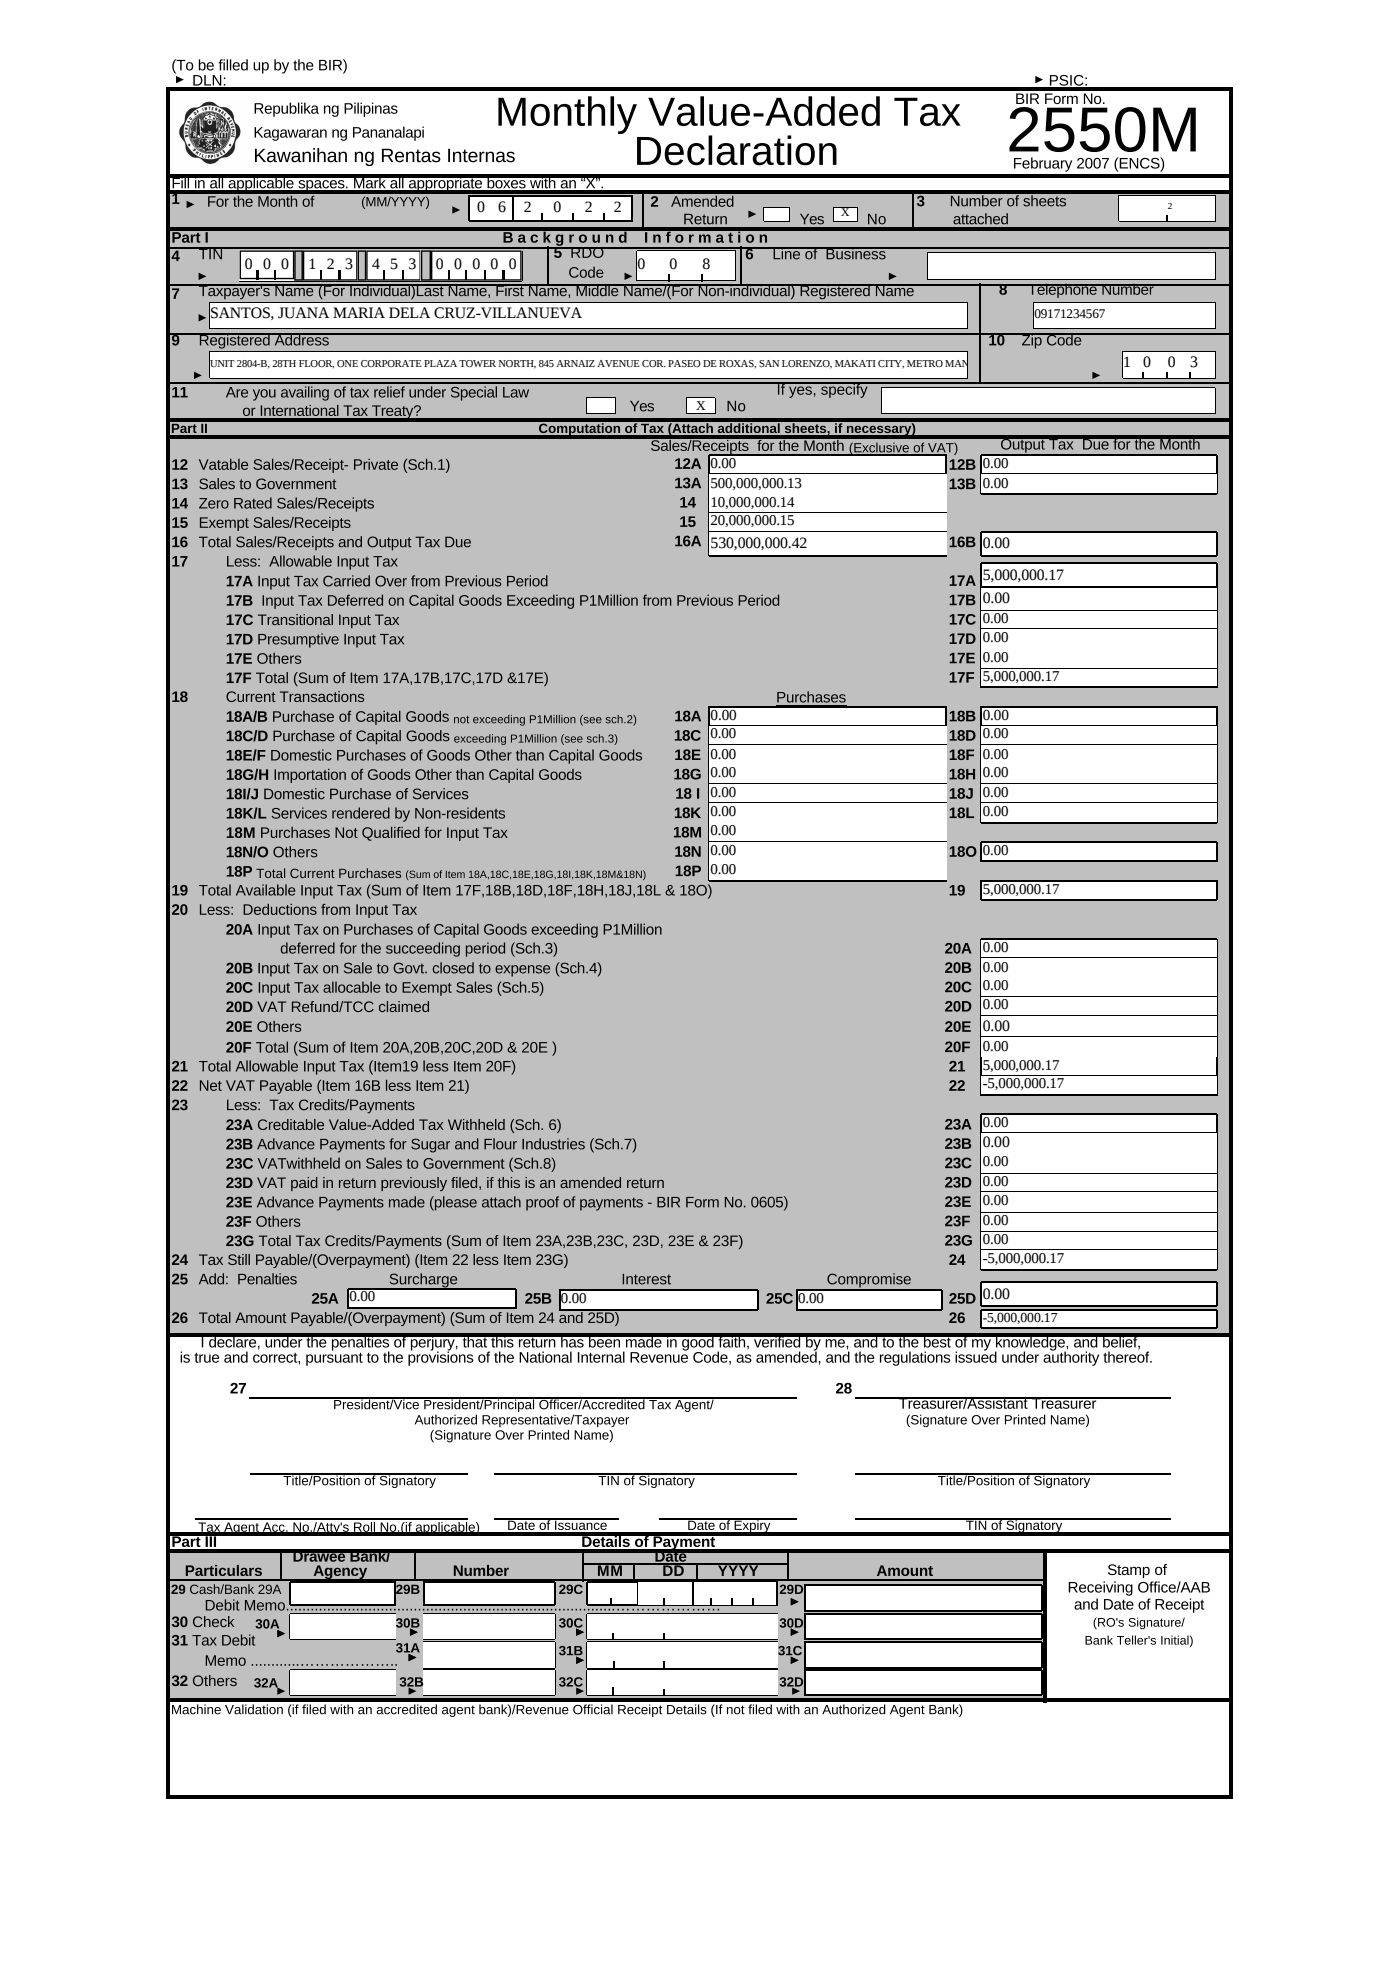 (To be filled up by the BIR)
► DLN: ► PSIC:
Republika ng Pilipinas
Kagawaran ng Pananalapi
Kawanihan ng Rentas Internas
Monthly Value-Added Tax
Declaration
BIR Form No.
2550M
February 2007 (ENCS)
Fill in all applicable spaces. Mark all appropriate boxes with an “X”.
1 ► For the Month of (MM/YYYY) ► 0 6 2 0 2 2 2 Amended Return ► Yes X No 3 Number of sheets attached 2
Part I Background Information
4 TIN ► 0 0 0 1 2 3 4 5 3 0 0 0 0 0 5 RDO Code ► 0 0 8 6 Line of Business ►
7 Taxpayer's Name (For Individual)Last Name, First Name, Middle Name/(For Non-individual) Registered Name 8 Telephone Number
► SANTOS, JUANA MARIA DELA CRUZ-VILLANUEVA 09171234567
9 Registered Address 10 Zip Code
► UNIT 2804-B, 28TH FLOOR, ONE CORPORATE PLAZA TOWER NORTH, 845 ARNAIZ AVENUE COR. PASEO DE ROXAS, SAN LORENZO, MAKATI CITY, METRO MAN ► 1 0 0 3
11 Are you availing of tax relief under Special Law If yes, specify
or International Tax Treaty? Yes X No
Part II Computation of Tax (Attach additional sheets, if necessary)
Sales/Receipts for the Month (Exclusive of VAT) Output Tax Due for the Month
12 Vatable Sales/Receipt- Private (Sch.1) 12A 0.00 12B 0.00
13 Sales to Government 13A 500,000,000.13 13B 0.00
14 Zero Rated Sales/Receipts 14 10,000,000.14
15 Exempt Sales/Receipts 15 20,000,000.15
16 Total Sales/Receipts and Output Tax Due 16A 530,000,000.42 16B 0.00
17 Less: Allowable Input Tax
17A Input Tax Carried Over from Previous Period 17A 5,000,000.17
17B Input Tax Deferred on Capital Goods Exceeding P1Million from Previous Period 17B 0.00
17C Transitional Input Tax 17C 0.00
17D Presumptive Input Tax 17D 0.00
17E Others 17E 0.00
17F Total (Sum of Item 17A,17B,17C,17D &17E) 17F 5,000,000.17
18 Current Transactions Purchases
18A/B Purchase of Capital Goods not exceeding P1Million (see sch.2) 18A 0.00 18B 0.00
18C/D Purchase of Capital Goods exceeding P1Million (see sch.3) 18C 0.00 18D 0.00
18E/F Domestic Purchases of Goods Other than Capital Goods 18E 0.00 18F 0.00
18G/H Importation of Goods Other than Capital Goods 18G 0.00 18H 0.00
18I/J Domestic Purchase of Services 18 I 0.00 18J 0.00
18K/L Services rendered by Non-residents 18K 0.00 18L 0.00
18M Purchases Not Qualified for Input Tax 18M 0.00
18N/O Others 18N 0.00 18O 0.00
18P Total Current Purchases (Sum of Item 18A,18C,18E,18G,18I,18K,18M&18N) 18P 0.00
19 Total Available Input Tax (Sum of Item 17F,18B,18D,18F,18H,18J,18L & 18O) 19 5,000,000.17
20 Less: Deductions from Input Tax
20A Input Tax on Purchases of Capital Goods exceeding P1Million
deferred for the succeeding period (Sch.3) 20A 0.00
20B Input Tax on Sale to Govt. closed to expense (Sch.4) 20B 0.00
20C Input Tax allocable to Exempt Sales (Sch.5) 20C 0.00
20D VAT Refund/TCC claimed 20D 0.00
20E Others 20E 0.00
20F Total (Sum of Item 20A,20B,20C,20D & 20E ) 20F 0.00
21 Total Allowable Input Tax (Item19 less Item 20F) 21 5,000,000.17
22 Net VAT Payable (Item 16B less Item 21) 22 -5,000,000.17
23 Less: Tax Credits/Payments
23A Creditable Value-Added Tax Withheld (Sch. 6) 23A 0.00
23B Advance Payments for Sugar and Flour Industries (Sch.7) 23B 0.00
23C VATwithheld on Sales to Government (Sch.8) 23C 0.00
23D VAT paid in return previously filed, if this is an amended return 23D 0.00
23E Advance Payments made (please attach proof of payments - BIR Form No. 0605) 23E 0.00
23F Others 23F 0.00
23G Total Tax Credits/Payments (Sum of Item 23A,23B,23C, 23D, 23E & 23F) 23G 0.00
24 Tax Still Payable/(Overpayment) (Item 22 less Item 23G) 24 -5,000,000.17
25 Add: Penalties Surcharge Interest Compromise
25A 0.00 25B 0.00 25C 0.00 25D 0.00
26 Total Amount Payable/(Overpayment) (Sum of Item 24 and 25D) 26 -5,000,000.17
I declare, under the penalties of perjury, that this return has been made in good faith, verified by me, and to the best of my knowledge, and belief,
is true and correct, pursuant to the provisions of the National Internal Revenue Code, as amended, and the regulations issued under authority thereof.
27 28
President/Vice President/Principal Officer/Accredited Tax Agent/ Treasurer/Assistant Treasurer
Authorized Representative/Taxpayer (Signature Over Printed Name)
(Signature Over Printed Name)
Title/Position of Signatory TIN of Signatory Title/Position of Signatory
Tax Agent Acc. No./Atty's Roll No.(if applicable) Date of Issuance Date of Expiry TIN of Signatory
Part III Details of Payment
Particulars Drawee Bank/ Agency Number Date MM DD YYYY Amount
29 Cash/Bank 29A 29B 29C 29D ►
Debit Memo
30 Check 30A ► 30B ► 30C ► 30D ►
31 Tax Debit 31A ► 31B ► 31C ►
Memo
32 Others 32A ► 32B ► 32C ► 32D ►
Stamp of
Receiving Office/AAB
and Date of Receipt
(RO's Signature/
Bank Teller's Initial)
Machine Validation (if filed with an accredited agent bank)/Revenue Official Receipt Details (If not filed with an Authorized Agent Bank)